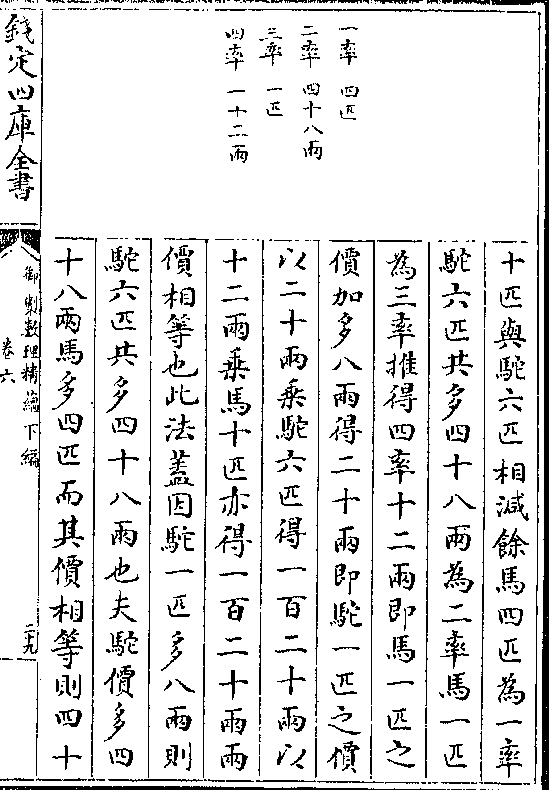 一率　四匹
二率　四十八兩
三率　一匹
四率　一十二兩
十匹與駝六匹相減餘馬四匹為一率
駝六匹共多四十八兩為二率馬一匹
為三率推得四率十二兩即馬一匹之
價加多八兩得二十兩即駝一匹之價
以二十兩乘駝六匹得一百二十兩以
十二兩乘馬十匹亦得一百二十兩兩
價相等也此法蓋因駝一匹多八兩則
駝六匹共多四十八兩也夫駝價多四
十八兩馬多四匹而其價相等則四十
欽定四庫全書
御製數理精蘊下編
卷六
二十九